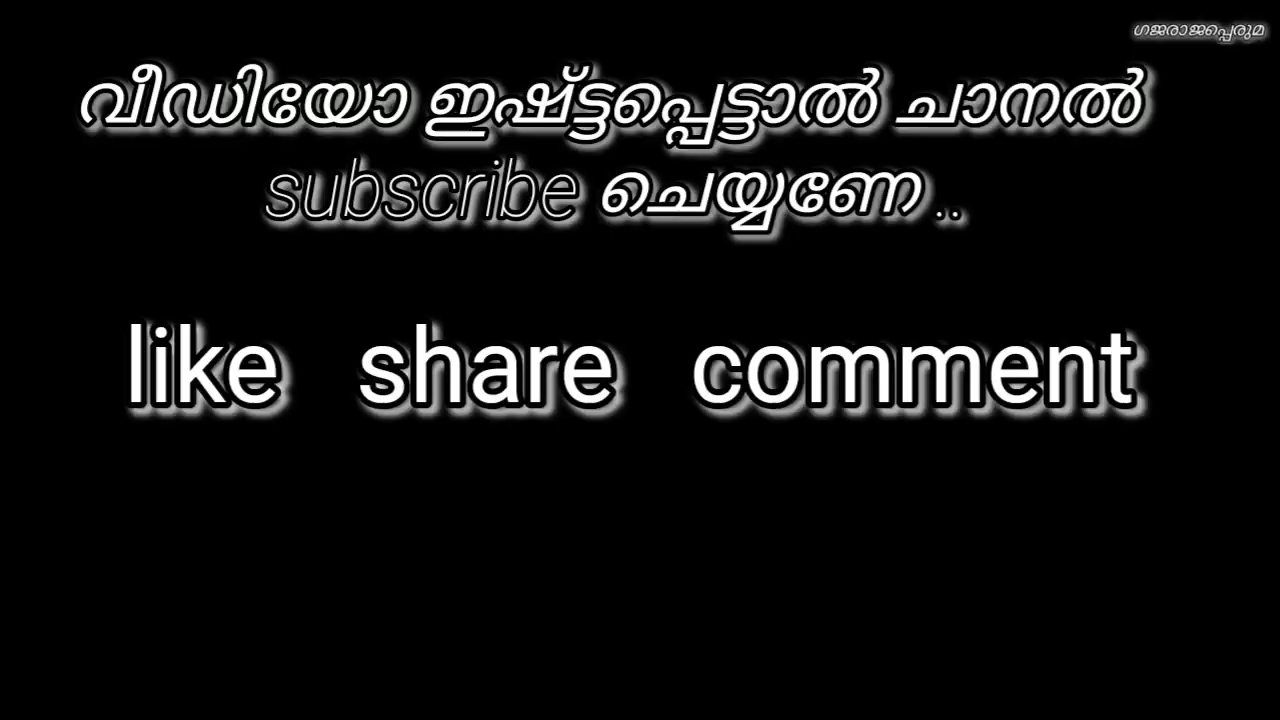 ഗജരാജപ്പെരുമ
വീഡിയോ ഇഷ്ട്ടപ്പെട്ടാൽ ചാനൽ
subscribe ചെയ്യണേ ..
like share comment